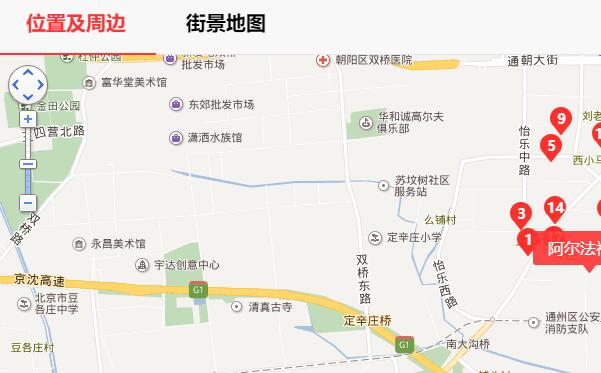 位置及周边
街景地图
杜仲公园
批发市场
朝阳区双桥医院
通朝大街
富华堂美术馆
金田公园
东郊批发市场
华和诚高尔夫
俱乐部
9
刘老
五四营北路
潇洒水族馆
怡乐中路
5
西小马
苏坟树社区
服务站
双桥路
么铺村
3
14
永昌美术馆
定辛庄小学
1
阿尔法社
宇达创意中心
京沈高速
G1
双桥东路
怡乐西路
北京市豆
各庄中学
清真古寺
定辛庄桥
通州区公安
消防支队
豆各庄村
G1
南大沟桥